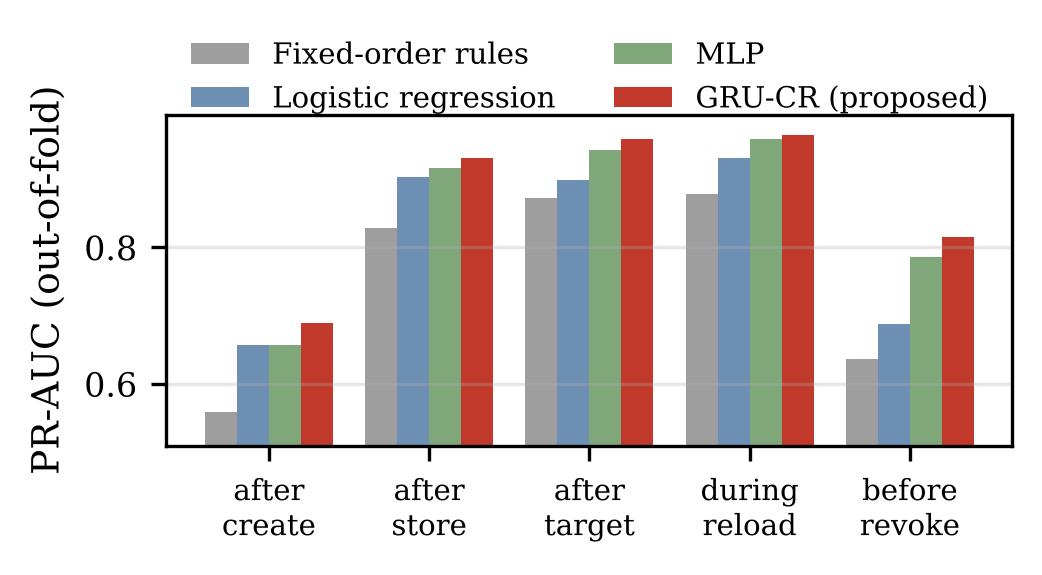 Fixed-order rules
Logistic regression
MLP
GRU-CR (proposed)
PR-AUC (out-of-fold)
0.8
0.6
after
create
after
store
after
target
during
reload
before
revoke